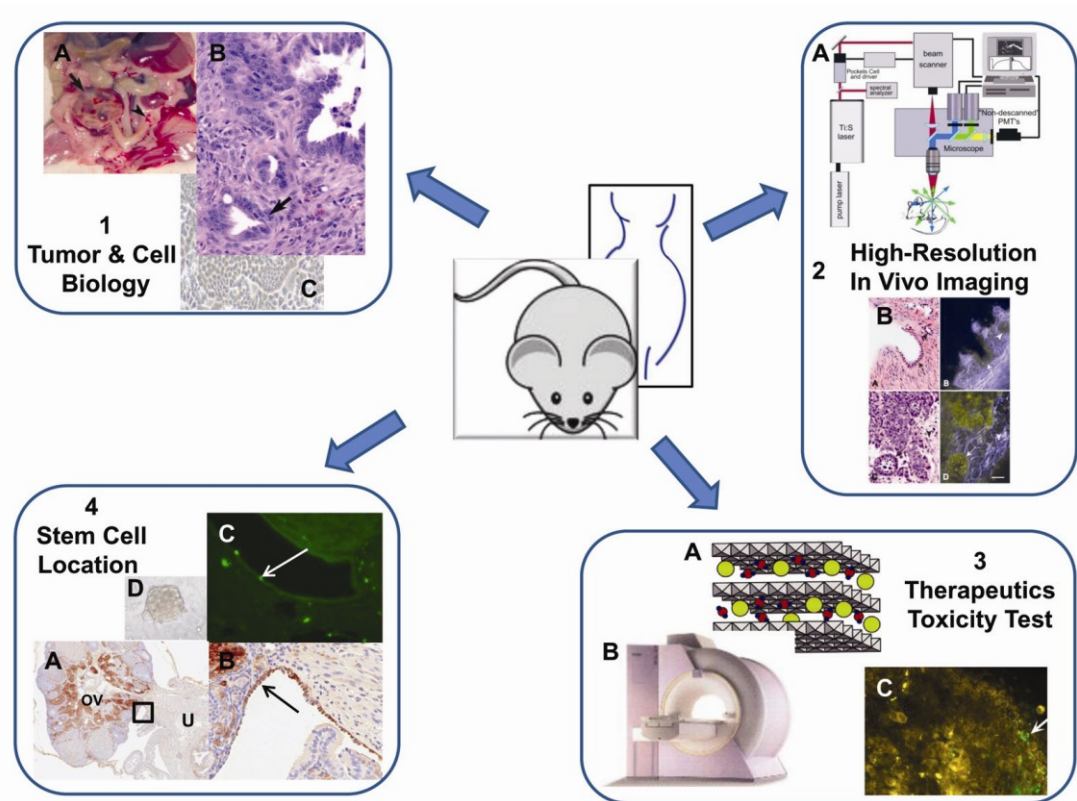 A
B
C
1
Tumor & Cell
Biology
A
Pockets Cell
and driver
beam
scanner
spectral
analyzer
Ti:S
laser
"Non-descanned"
PMT's
Microscope
pump laser
2
High-Resolution
In Vivo Imaging
B
A
B
C
D
4
Stem Cell
Location
C
D
A
OV
U
B
A
3
Therapeutics
Toxicity Test
B
C